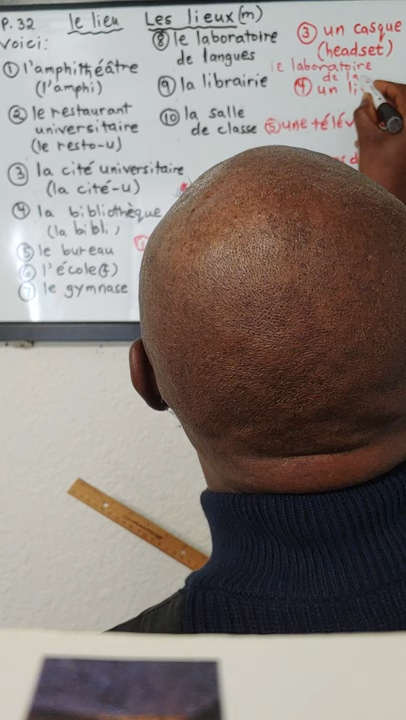 P.32 le lieu Les lieux(m)
Voici:
① l'amphithéâtre
(l'amphi)
② le restaurant
universitaire
(le resto-u)
③ la cité universitaire
(la cité-u)
④ la bibliothèque
(la bibli
⑤ le bureau
⑥ l'école(f)
⑦ le gymnase
⑧ le laboratoire
de langues
⑨ la librairie
⑩ la salle
de classe
③ un casque
(headset)
le laboratoire
④ un
⑤ une